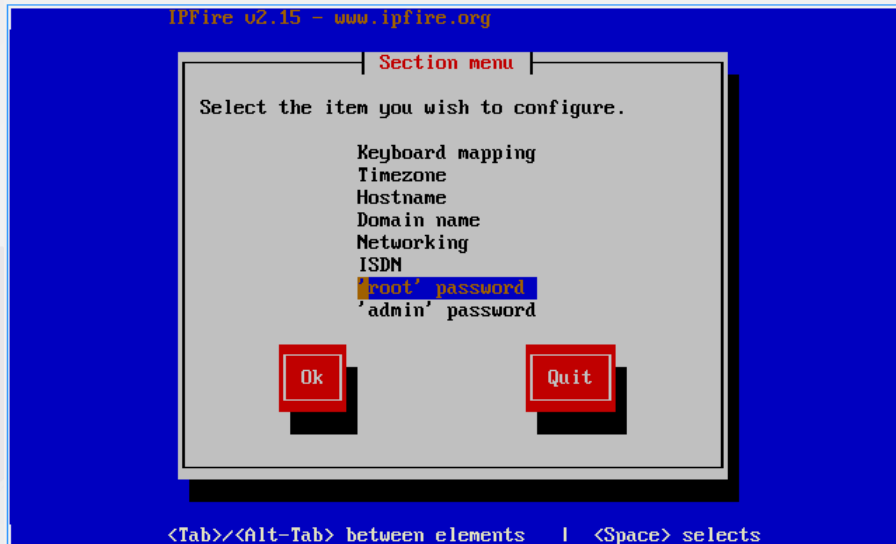 IPFire v2.15 - www.ipfire.org
Section menu
Select the item you wish to configure.
Keyboard mapping
Timezone
Hostname
Domain name
Networking
ISDN
'root' password
'admin' password
Ok
Quit
<Tab>/<Alt-Tab> between elements | <Space> selects